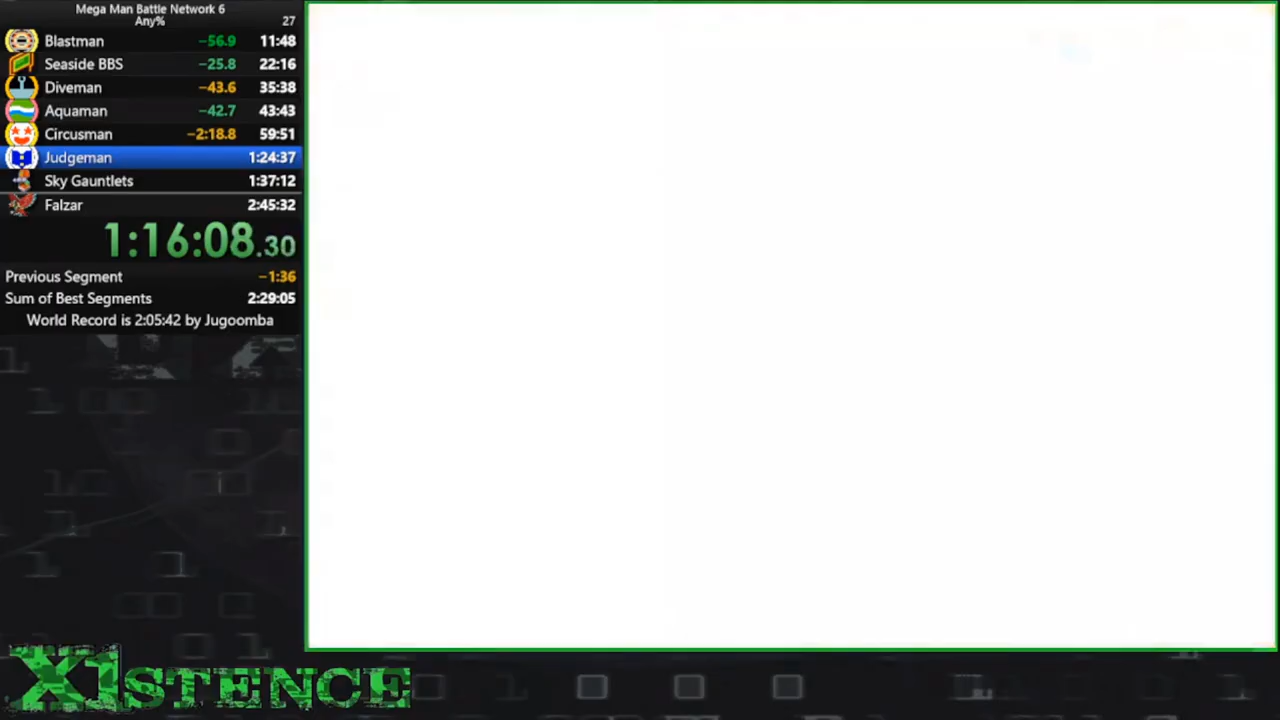 Mega Man Battle Network 6
Any% 27
Blastman −56.9 11:48
Seaside BBS −25.8 22:16
Diveman −43.6 35:38
Aquaman −42.7 43:43
Circusman −2:18.8 59:51
Judgeman 1:24:37
Sky Gauntlets 1:37:12
Falzar 2:45:32
1:16:08.30
Previous Segment −1:36
Sum of Best Segments 2:29:05
World Record is 2:05:42 by Jugoomba
X1STENCE